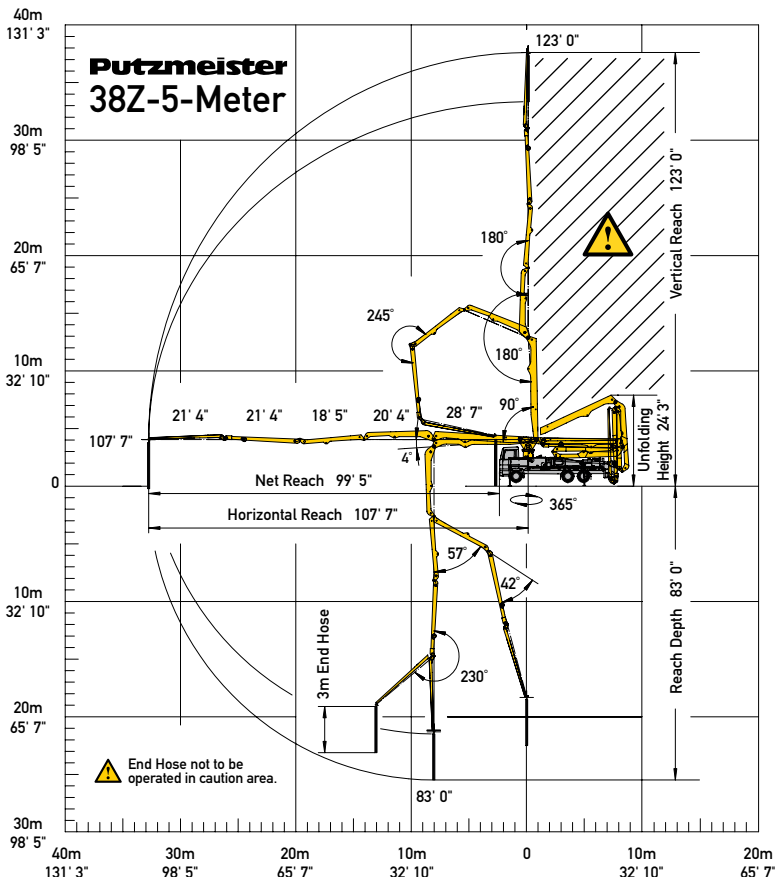 40m
131' 3"
123' 0"
Putzmeister
38Z-5-Meter
30m
98' 5"
Vertical Reach 123' 0"
180°
20m
65' 7"
245°
180°
10m
32' 10"
21' 4" 21' 4" 18' 5" 20' 4" 28' 7" 90°
Unfolding
Height 24' 3"
107' 7"
4°
Net Reach 99' 5"
0
365°
Horizontal Reach 107' 7"
57°
42°
10m
32' 10"
Reach Depth 83' 0"
3m End Hose
230°
20m
65' 7"
End Hose not to be
operated in caution area.
83' 0"
30m
98' 5"
40m 30m 20m 10m 0 10m 20m
131' 3" 98' 5" 65' 7" 32' 10" 32' 10" 65' 7"